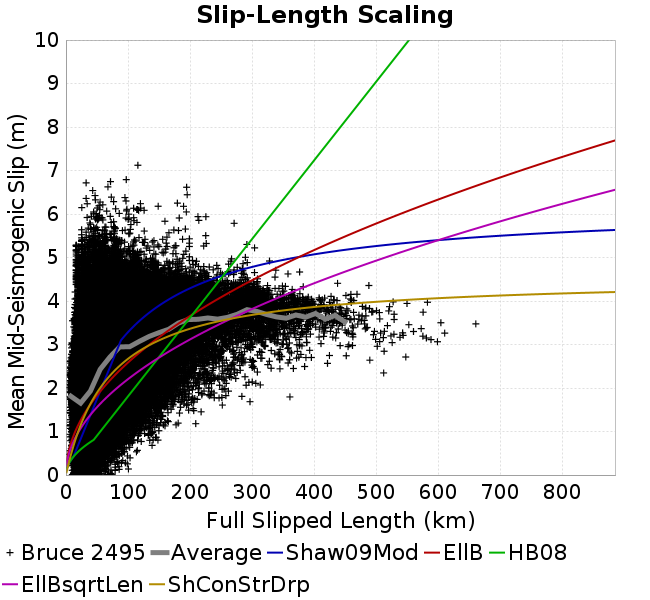 Slip-Length Scaling
Mean Mid-Seismogenic Slip (m)
10
9
8
7
6
5
4
3
2
1
0
0 100 200 300 400 500 600 700 800
Full Slipped Length (km)
Bruce 2495 Average Shaw09Mod EllB HB08
EllBsqrtLen ShConStrDrp